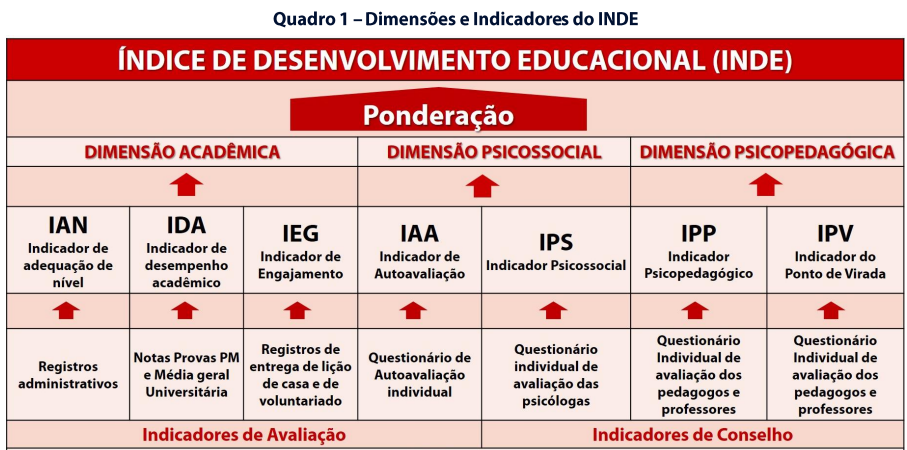 Quadro 1 – Dimensões e Indicadores do INDE
ÍNDICE DE DESENVOLVIMENTO EDUCACIONAL (INDE)
Ponderação
DIMENSÃO ACADÊMICA
DIMENSÃO PSICOSSOCIAL
DIMENSÃO PSICOPEDAGÓGICA
IAN
Indicador de
adequação de
nível
IDA
Indicador de
desempenho
acadêmico
IEG
Indicador de
Engajamento
IAA
Indicador de
Autoavaliação
IPS
Indicador Psicossocial
IPP
Indicador
Psicopedagógico
IPV
Indicador do
Ponto de Virada
Registros
administrativos
Notas Provas PM
e Média geral
Universitária
Registros de
entrega de lição
de casa e de
voluntariado
Questionário de
Autoavaliação
individual
Questionário
individual de
avaliação das
psicólogas
Questionário
Individual de
avaliação dos
pedagogos e
professores
Questionário
Individual de
avaliação dos
pedagogos e
professores
Indicadores de Avaliação
Indicadores de Conselho